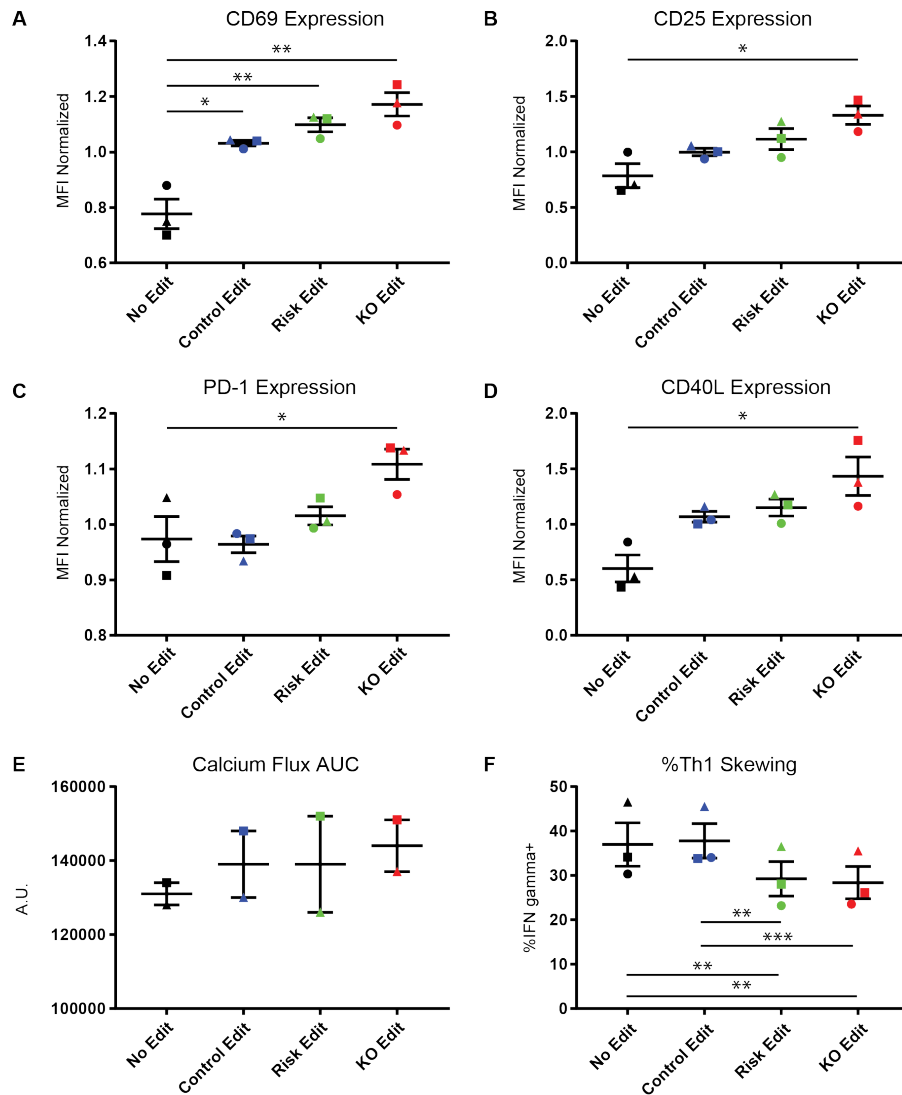 A
CD69 Expression
MFI Normalized
1.4
1.2
1.0
0.8
0.6
**
**
*
No Edit
Control Edit
Risk Edit
KO Edit
B
CD25 Expression
MFI Normalized
2.0
1.5
1.0
0.5
0.0
*
No Edit
Control Edit
Risk Edit
KO Edit
C
PD-1 Expression
MFI Normalized
1.2
1.1
1.0
0.9
0.8
*
No Edit
Control Edit
Risk Edit
KO Edit
D
CD40L Expression
MFI Normalized
2.0
1.5
1.0
0.5
0.0
*
No Edit
Control Edit
Risk Edit
KO Edit
E
Calcium Flux AUC
A.U.
160000
140000
120000
100000
No Edit
Control Edit
Risk Edit
KO Edit
F
%Th1 Skewing
%IFN gamma+
50
40
30
20
10
0
**
***
**
**
No Edit
Control Edit
Risk Edit
KO Edit